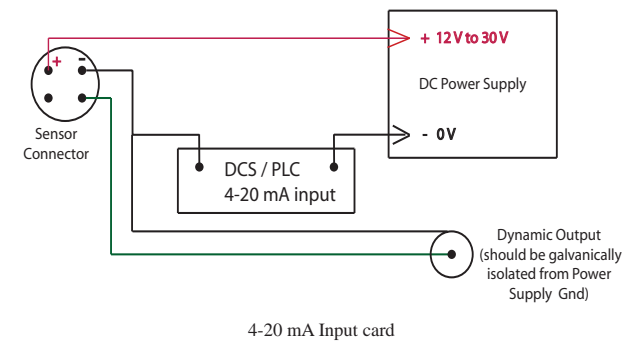 + 12 V to 30 V
DC Power Supply
- 0 V
+ -
Sensor
Connector
DCS / PLC
4-20 mA input
Dynamic Output
(should be galvanically
isolated from Power
Supply Gnd)
4-20 mA Input card